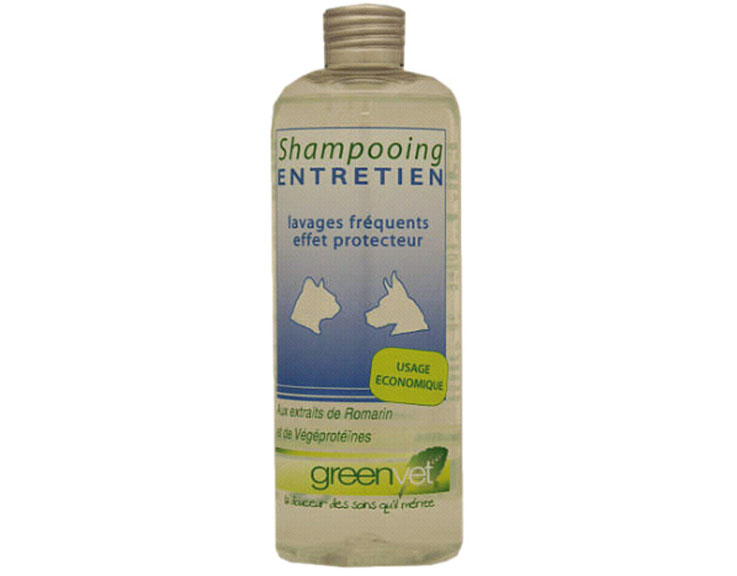 Shampooing
ENTRETIEN
lavages fréquents
effet protecteur
USAGE
ECONOMIQUE
Aux extraits de Romarin
et de Végéprotéïnes
greenvet
la douceur des soins qu'il mérite